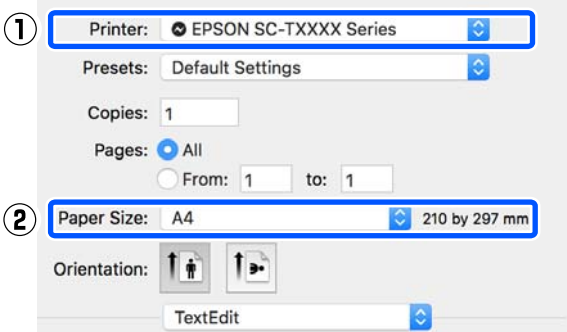 ① Printer: EPSON SC-TXXXX Series
Presets: Default Settings
Copies: 1
Pages: All
From: 1 to: 1
② Paper Size: A4 210 by 297 mm
Orientation:
TextEdit